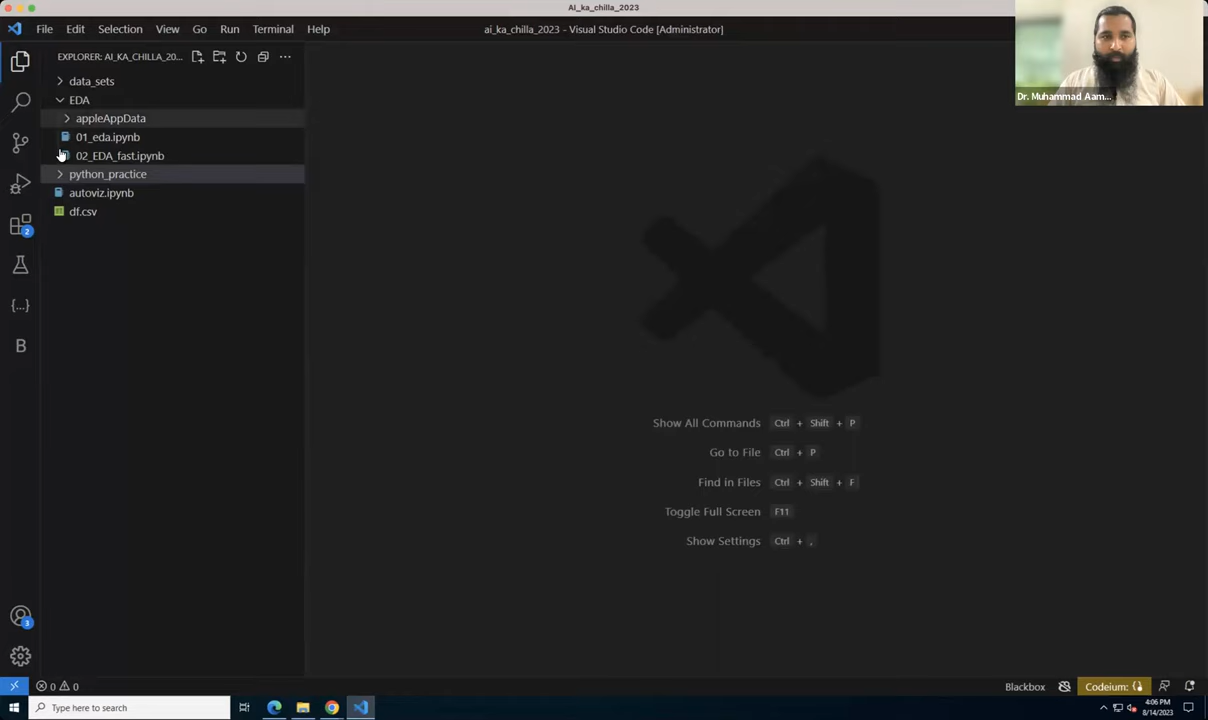 AI_ka_chilla_2023
File Edit Selection View Go Run Terminal Help
ai_ka_chilla_2023 - Visual Studio Code [Administrator]
EXPLORER: AI_KA_CHILLA_20...
data_sets
EDA
appleAppData
01_eda.ipynb
02_EDA_fast.ipynb
python_practice
autoviz.ipynb
df.csv
2
B
3
Show All Commands Ctrl + Shift + P
Go to File Ctrl + P
Find in Files Ctrl + Shift + F
Toggle Full Screen F11
Show Settings Ctrl + ,
Dr. Muhammad Aam...
0 0
Blackbox
Codeium: {}
Type here to search
4:06 PM
8/14/2023